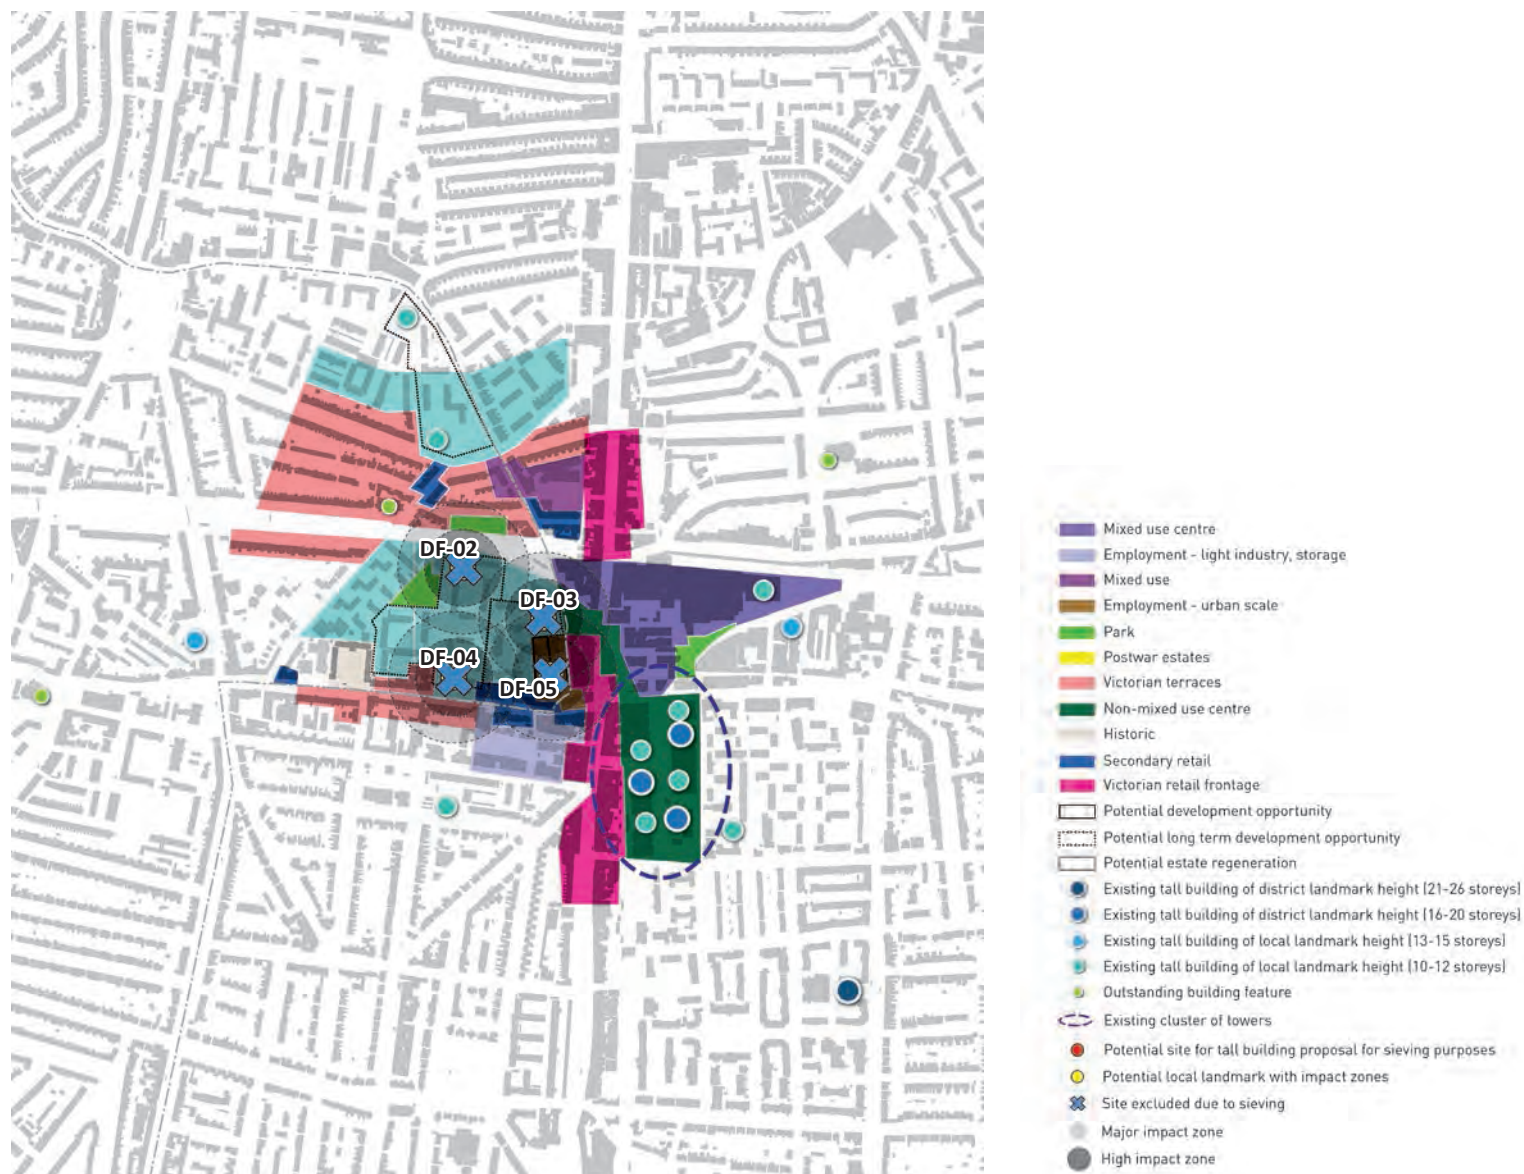 DF-02
DF-03
DF-04
DF-05
Mixed use centre
Employment - light industry, storage
Mixed use
Employment - urban scale
Park
Postwar estates
Victorian terraces
Non-mixed use centre
Historic
Secondary retail
Victorian retail frontage
Potential development opportunity
Potential long term development opportunity
Potential estate regeneration
Existing tall building of district landmark height (21-26 storeys)
Existing tall building of district landmark height (16-20 storeys)
Existing tall building of local landmark height (13-15 storeys)
Existing tall building of local landmark height (10-12 storeys)
Outstanding building feature
Existing cluster of towers
Potential site for tall building proposal for sieving purposes
Potential local landmark with impact zones
Site excluded due to sieving
Major impact zone
High impact zone